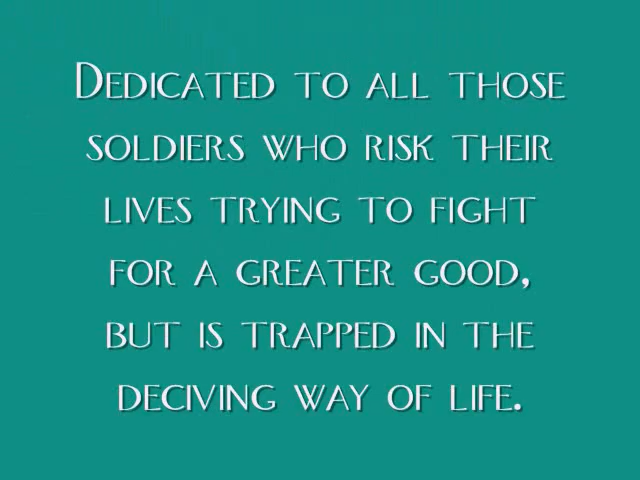 Dedicated to all those
soldiers who risk their
lives trying to fight
for a greater good,
but is trapped in the
deciving way of life.